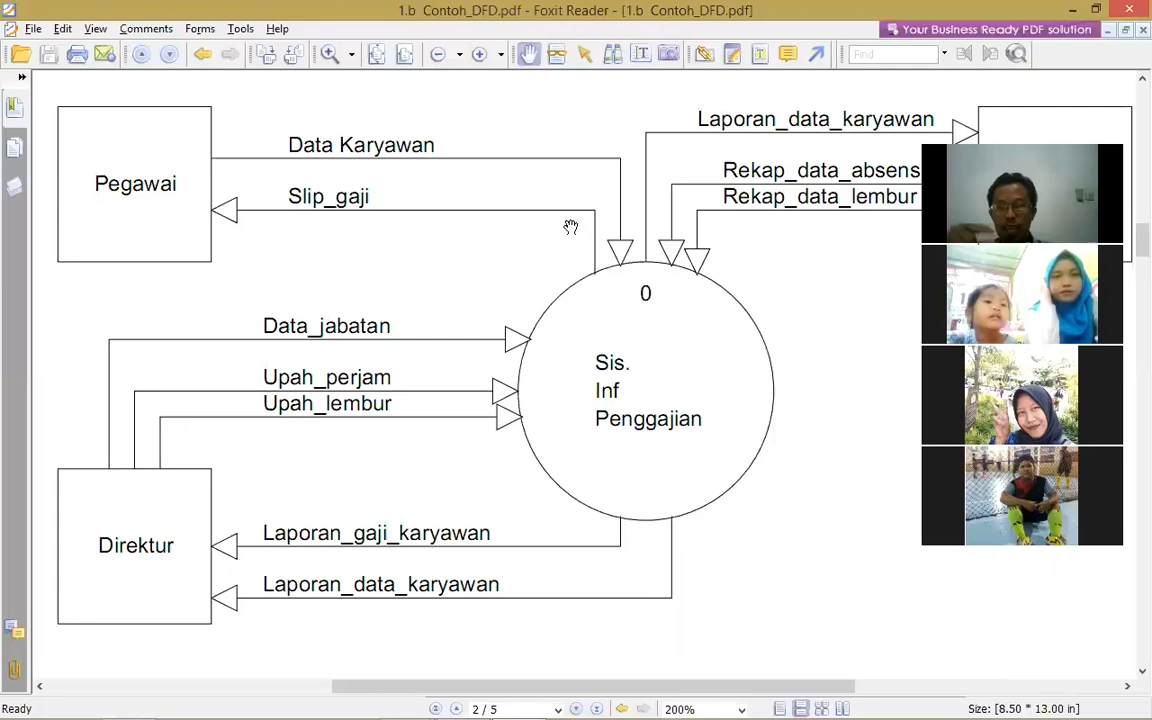 1.b Contoh_DFD.pdf - Foxit Reader - [1.b Contoh_DFD.pdf]
File Edit View Comments Forms Tools Help
Your Business Ready PDF solution
Find
Laporan_data_karyawan
Data Karyawan
Rekap_data_absens
Pegawai
Slip_gaji
Rekap_data_lembur
0
Data_jabatan
Sis.
Inf
Penggajian
Upah_perjam
Upah_lembur
Laporan_gaji_karyawan
Direktur
Laporan_data_karyawan
Ready
2 / 5
200%
Size: [8.50 * 13.00 in]